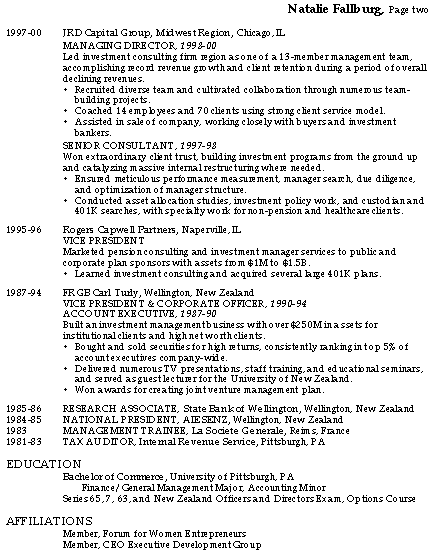 Natalie Fallburg, Page two
1997-00 JRD Capital Group, Midwest Region, Chicago, IL
MANAGING DIRECTOR, 1998-00
Led investment consulting firm region as one of a 13-member management team,
accomplishing record revenue growth and client retention during a period of overall
declining revenues.
• Recruited diverse team and cultivated collaboration through numerous team-
building projects.
• Coached 14 employees and 70 clients using strong client service model.
• Assisted in sale of company, working closely with buyers and investment
bankers.
SENIOR CONSULTANT, 1997-98
Won extraordinary client trust, building investment programs from the ground up
and catalyzing massive internal restructuring where needed.
• Ensured meticulous performance measurement, manager search, due diligence,
and optimization of manager structure.
• Conducted asset allocation studies, investment policy work, and custodian and
401K searches, with specialty work for non-pension and healthcare clients.
1995-96 Rogers Capwell Partners, Naperville, IL
VICE PRESIDENT
Marketed pension consulting and investment manager services to public and
corporate plan sponsors with assets from $1M to $1.5B.
• Learned investment consulting and acquired several large 401K plans.
1987-94 FKGB Carl Turly, Wellington, New Zealand
VICE PRESIDENT & CORPORATE OFFICER, 1990-94
ACCOUNT EXECUTIVE, 1987-90
Built an investment management business with over $250M in assets for
institutional clients and high net worth clients.
• Bought and sold securities for high returns, consistently ranking in top 5% of
account executives company-wide.
• Delivered numerous TV presentations, staff training, and educational seminars,
and served as guest lecturer for the University of New Zealand.
• Won awards for creating joint venture management plan.
1985-86 RESEARCH ASSOCIATE, State Bank of Wellington, Wellington, New Zealand
1984-85 NATIONAL PRESIDENT, AIESENZ, Wellington, New Zealand
1983 MANAGEMENT TRAINEE, La Societe Generale, Reims, France
1981-83 TAX AUDITOR, Internal Revenue Service, Pittsburgh, PA
EDUCATION
Bachelor of Commerce, University of Pittsburgh, PA
Finance/General Management Major, Accounting Minor
Series 65, 7, 63, and New Zealand Officers and Directors Exam, Options Course
AFFILIATIONS
Member, Forum for Women Entrepreneurs
Member, CEO Executive Development Group